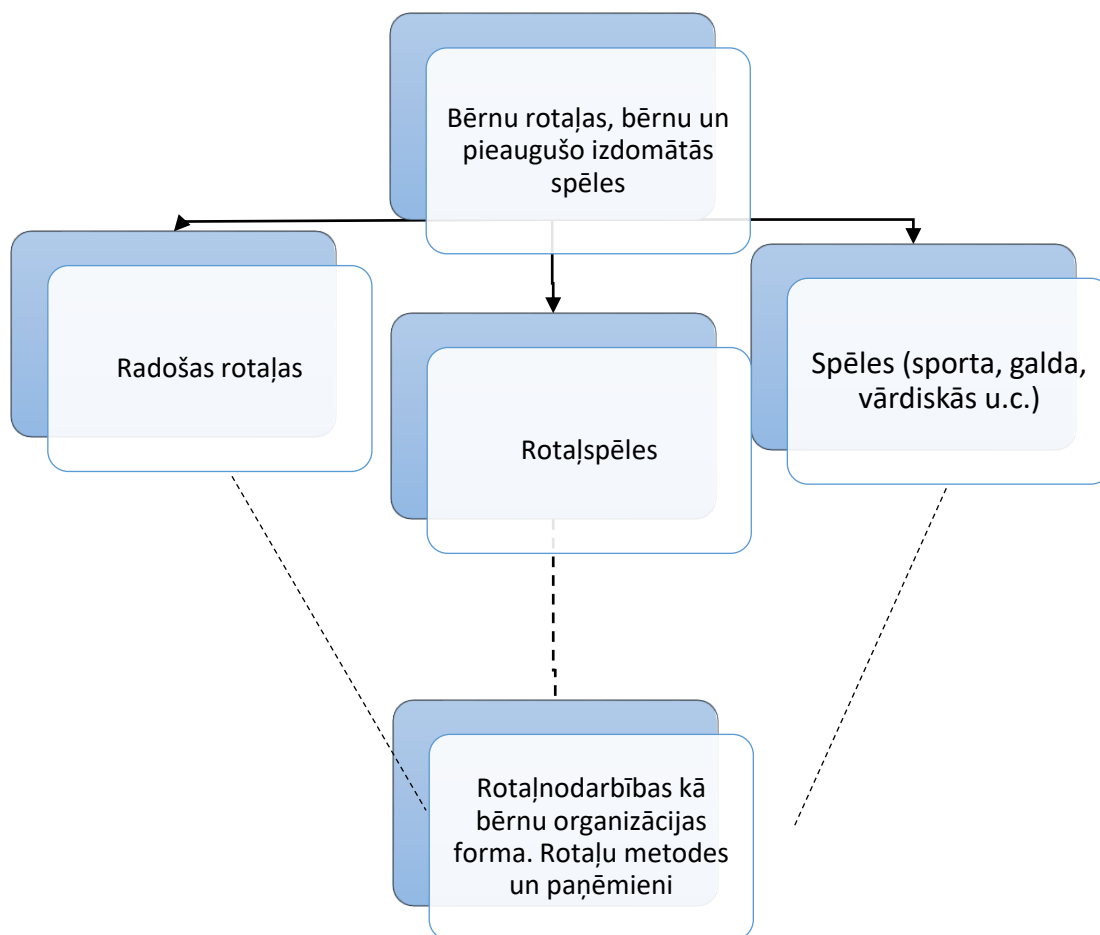 Bērnu rotaļas, bērnu un
pieaugušo izdomātās
spēles
Radošas rotaļas
Rotaļspēles
Spēles (sporta, galda,
vārdiskās u.c.)
Rotaļnodarbības kā
bērnu organizācijas
forma. Rotaļu metodes
un paņēmieni